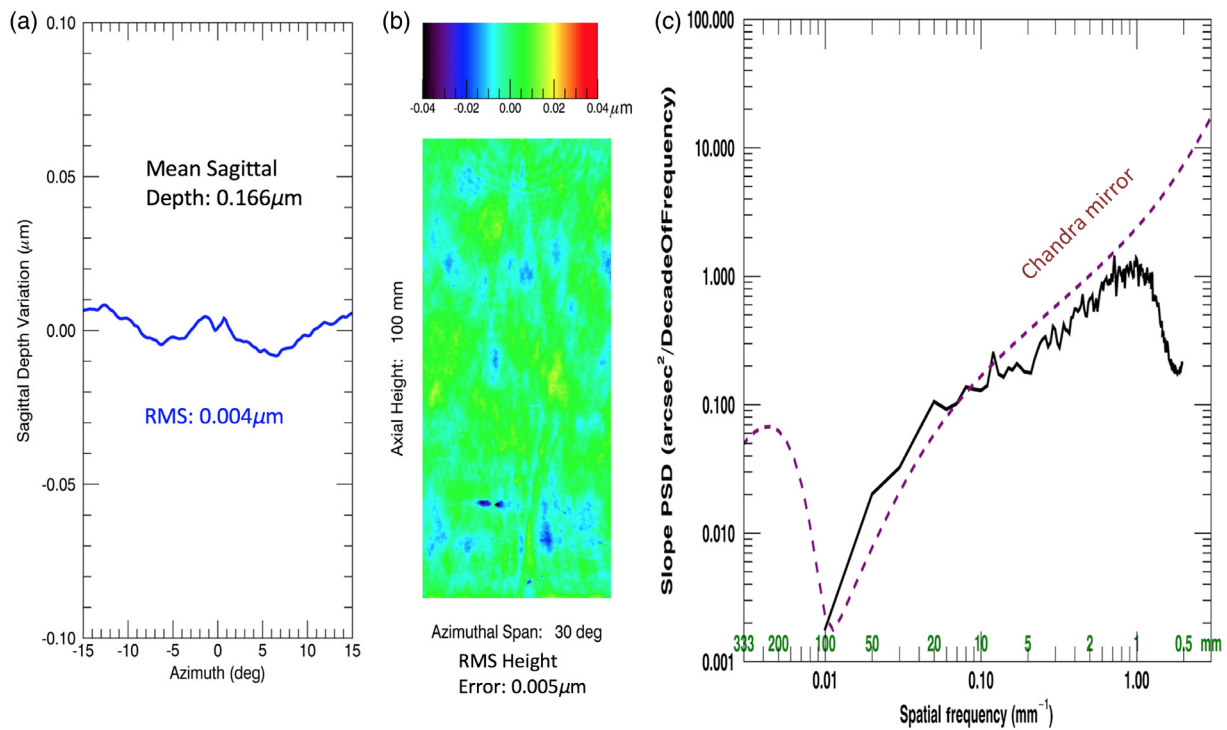 (a)
0.10
0.05
0.00
-0.05
-0.10
Sagittal Depth Variation (μm)
Mean Sagittal
Depth: 0.166μm
RMS: 0.004μm
-15 -10 -5 0 5 10 15
Azimuth (deg)
(b)
-0.04 -0.02 0.00 0.02 0.04 μm
Axial Height: 100 mm
Azimuthal Span: 30 deg
RMS Height
Error: 0.005μm
(c)
100.000
10.000
1.000
0.100
0.010
0.001
Slope PSD (arcsec²/DecadeOfFrequency)
Chandra mirror
333 200 100 50 20 10 5 2 1 0.5 mm
0.01 0.10 1.00
Spatial frequency (mm⁻¹)